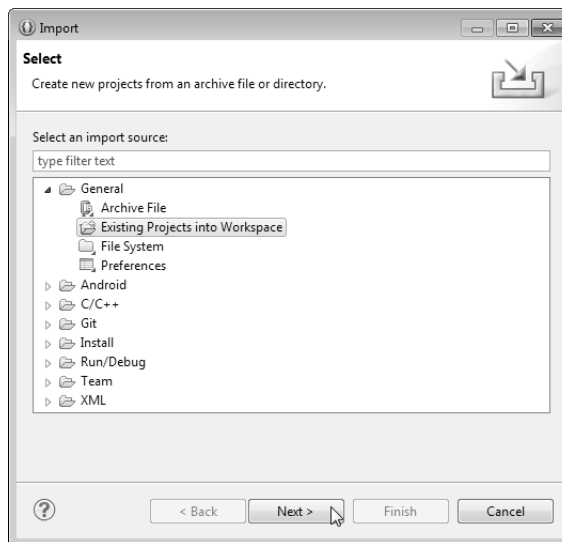 Import
Select
Create new projects from an archive file or directory.
Select an import source:
type filter text
General
Archive File
Existing Projects into Workspace
File System
Preferences
Android
C/C++
Git
Install
Run/Debug
Team
XML
?
< Back
Next >
Finish
Cancel